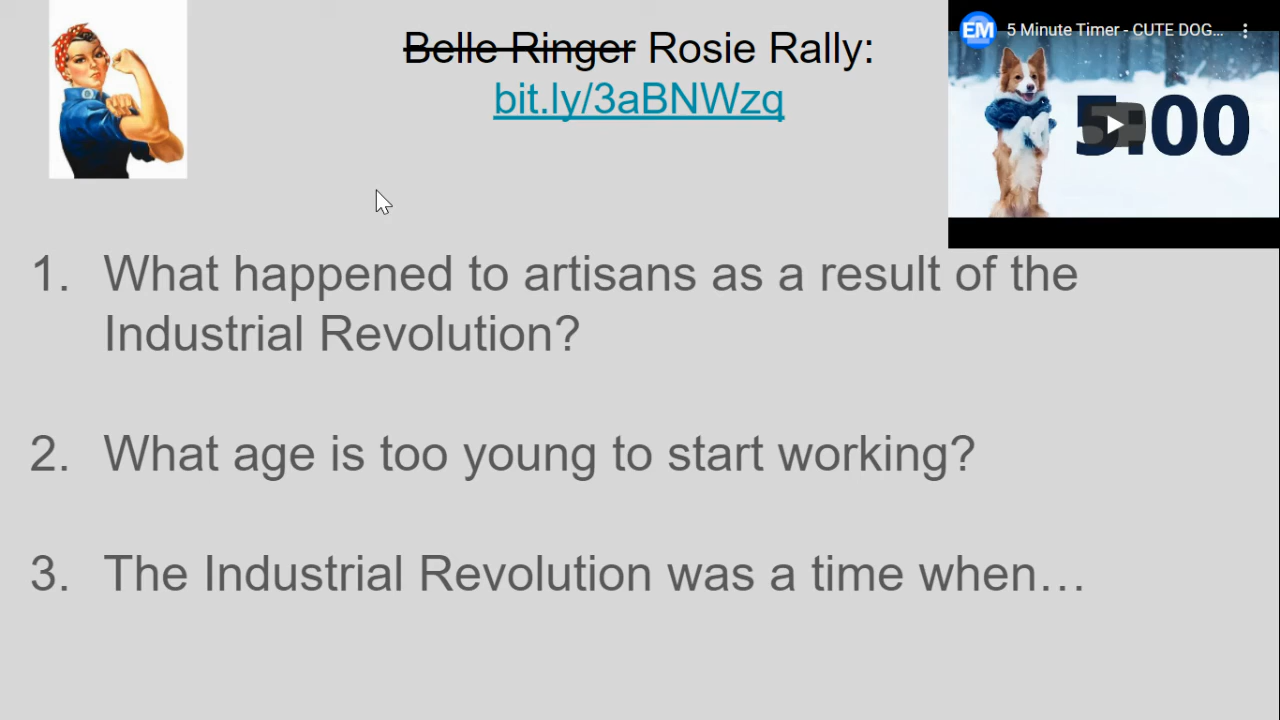 Belle Ringer Rosie Rally:
bit.ly/3aBNWzq
EM
5 Minute Timer - CUTE DOG...
5:00
1. What happened to artisans as a result of the
Industrial Revolution?
2. What age is too young to start working?
3. The Industrial Revolution was a time when…